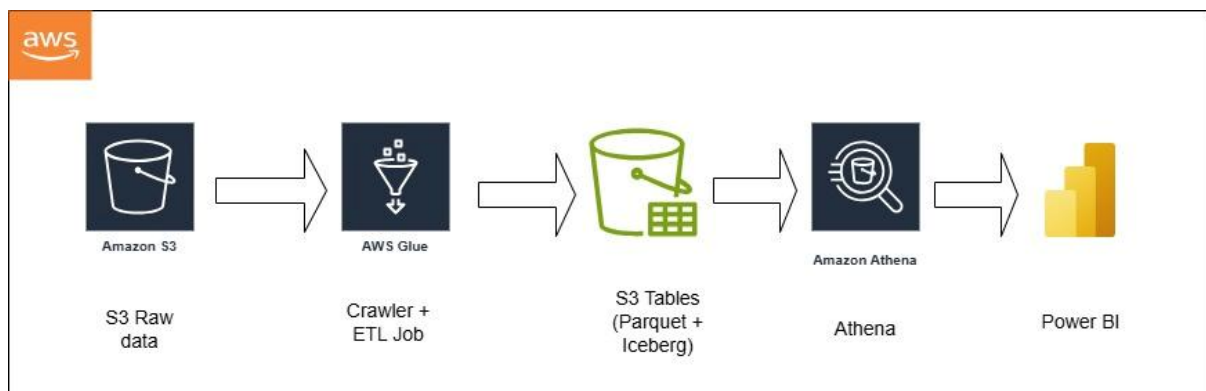 aws
Amazon S3
AWS Glue
Amazon Athena
S3 Raw
data
Crawler +
ETL Job
S3 Tables
(Parquet +
Iceberg)
Athena
Power BI